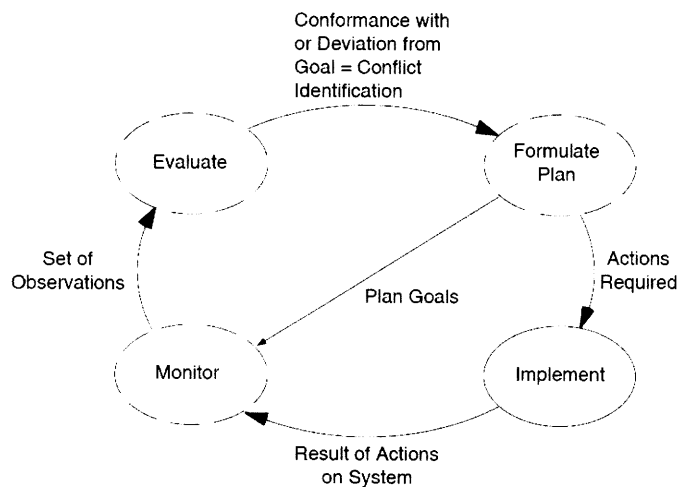 Conformance with
or Deviation from
Goal = Conflict
Identification
Evaluate
Formulate
Plan
Set of
Observations
Actions
Required
Plan Goals
Monitor
Implement
Result of Actions
on System